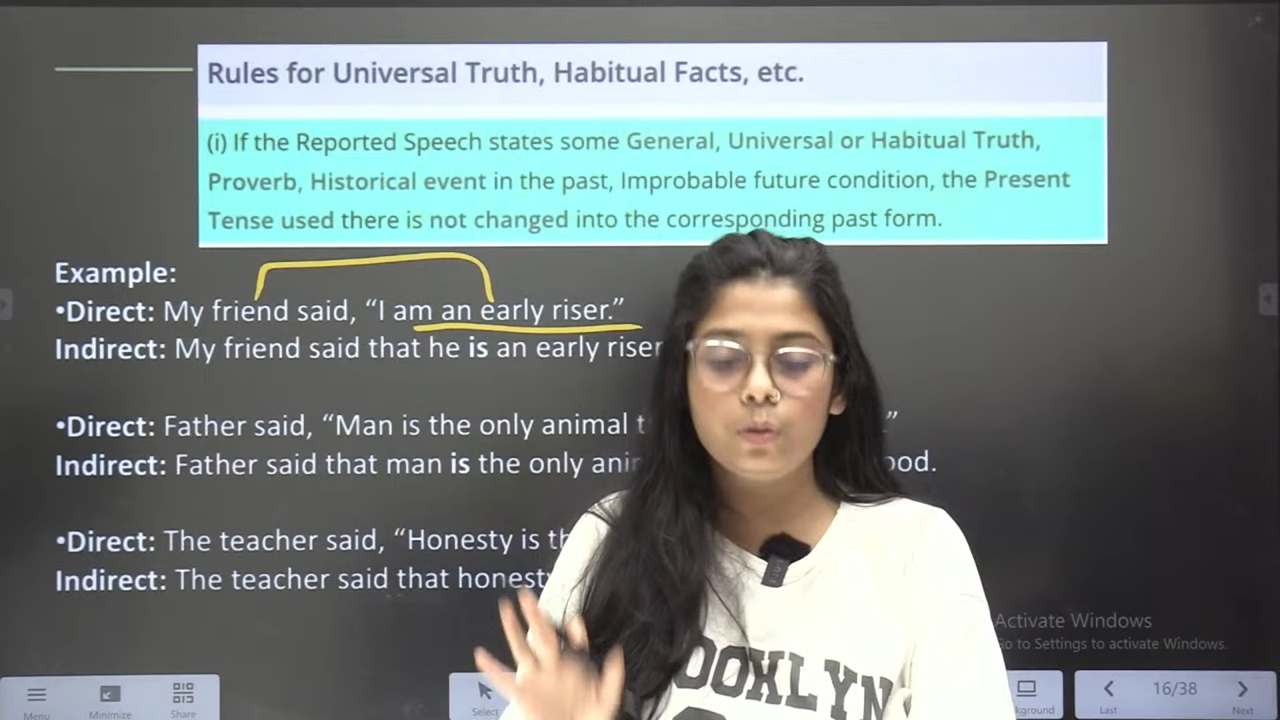 Rules for Universal Truth, Habitual Facts, etc.
(i) If the Reported Speech states some General, Universal or Habitual Truth,
Proverb, Historical event in the past, Improbable future condition, the Present
Tense used there is not changed into the corresponding past form.
Example:
•Direct: My friend said, “I am an early riser.”
Indirect: My friend said that he is an early riser
•Direct: Father said, “Man is the only animal ”
Indirect: Father said that man is the only
•Direct: The teacher said, “Honesty is
Indirect: The teacher said that
Activate Windows
Go to Settings to activate Windows.
Menu
Minimize
Share
Select
Last
16/38
Next